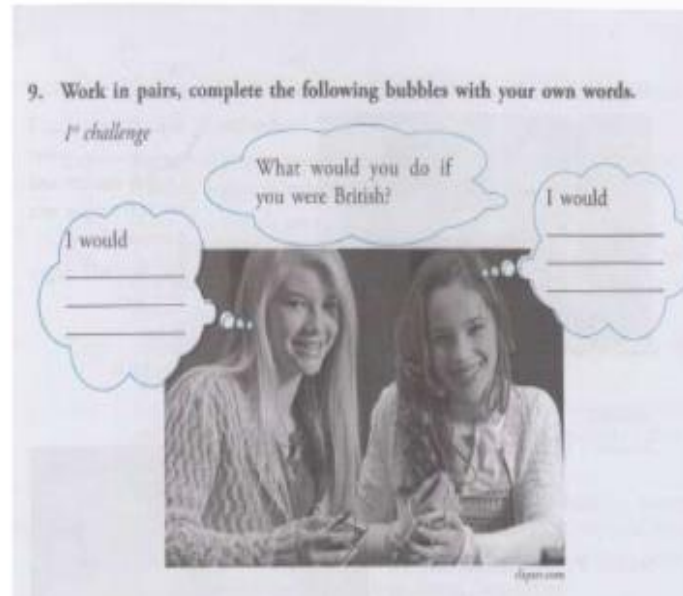 9. Work in pairs, complete the following bubbles with your own words.
1st challenge
What would you do if
you were British?
I would
I would